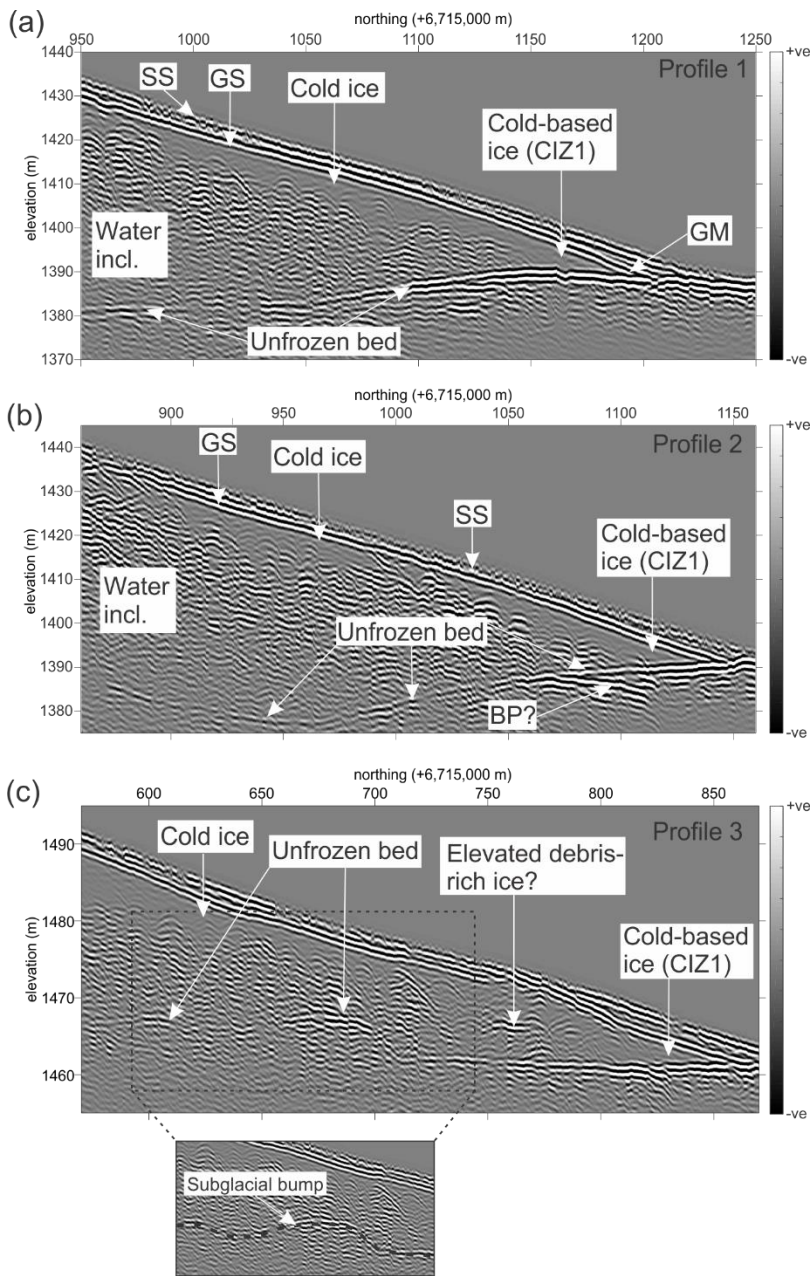 (a)
northing (+6,715,000 m)
950 1000 1050 1100 1150 1200 1250
1440
1430
1420
1410
1400
1390
1380
1370
elevation (m)
Profile 1
+ve
-ve
SS
GS
Cold ice
Cold-based
ice (CIZ1)
GM
Water
incl.
Unfrozen bed
(b)
northing (+6,715,000 m)
900 950 1000 1050 1100 1150
1440
1430
1420
1410
1400
1390
1380
elevation (m)
Profile 2
+ve
-ve
GS
Cold ice
SS
Cold-based
ice (CIZ1)
Water
incl.
Unfrozen bed
BP?
(c)
northing (+6,715,000 m)
600 650 700 750 800 850
1490
1480
1470
1460
elevation (m)
Profile 3
+ve
-ve
Cold ice
Unfrozen bed
Elevated debris-
rich ice?
Cold-based
ice (CIZ1)
Subglacial bump